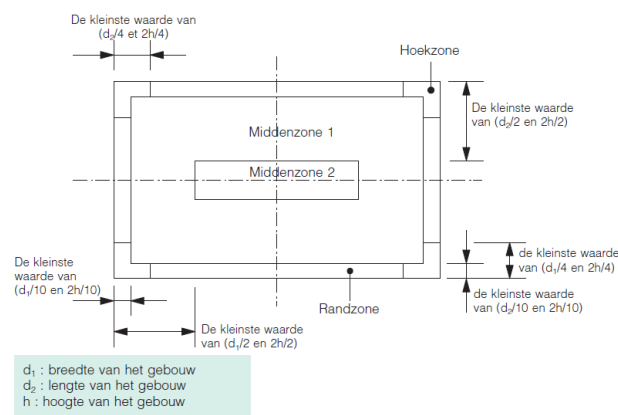 De kleinste waarde van
(d₂/4 et 2h/4)
Hoekzone
De kleinste waarde
van (d₂/2 en 2h/2)
Middenzone 1
Middenzone 2
De kleinste
waarde van
(d₁/10 en 2h/10)
de kleinste waarde
van (d₁/4 en 2h/4)
de kleinste waarde
van (d₂/10 en 2h/10)
Randzone
De kleinste waarde
van (d₁/2 en 2h/2)
d₁ : breedte van het gebouw
d₂ : lengte van het gebouw
h : hoogte van het gebouw